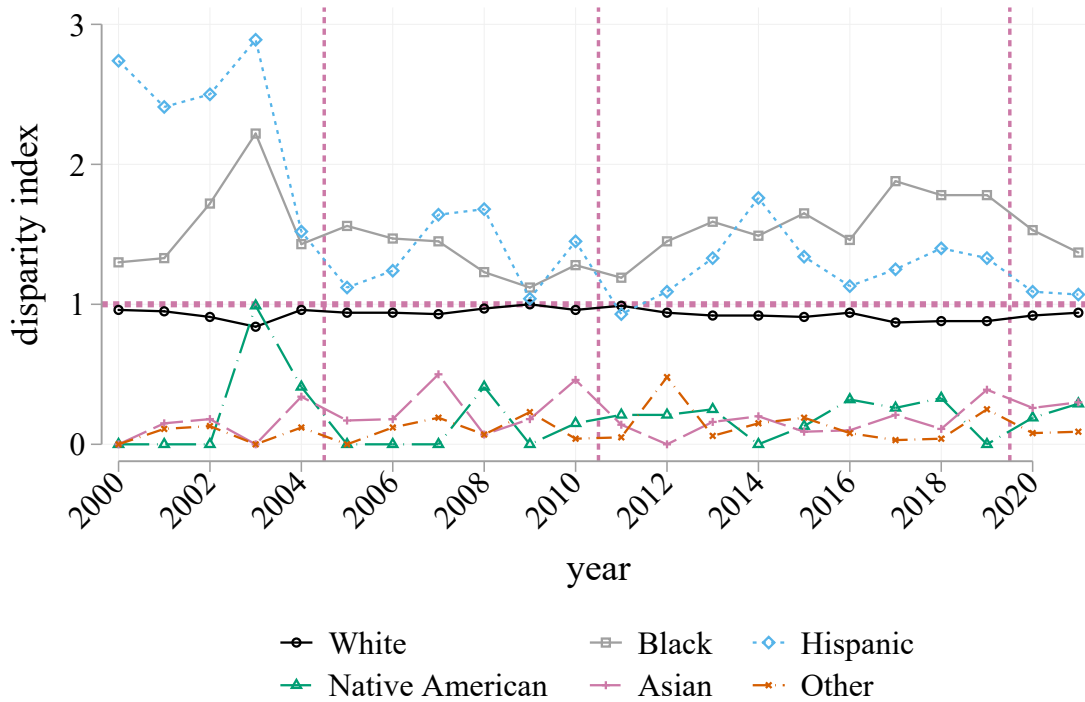 3
2
1
0
disparity index
2000 2002 2004 2006 2008 2010 2012 2014 2016 2018 2020
year
White Black Hispanic
Native American Asian Other